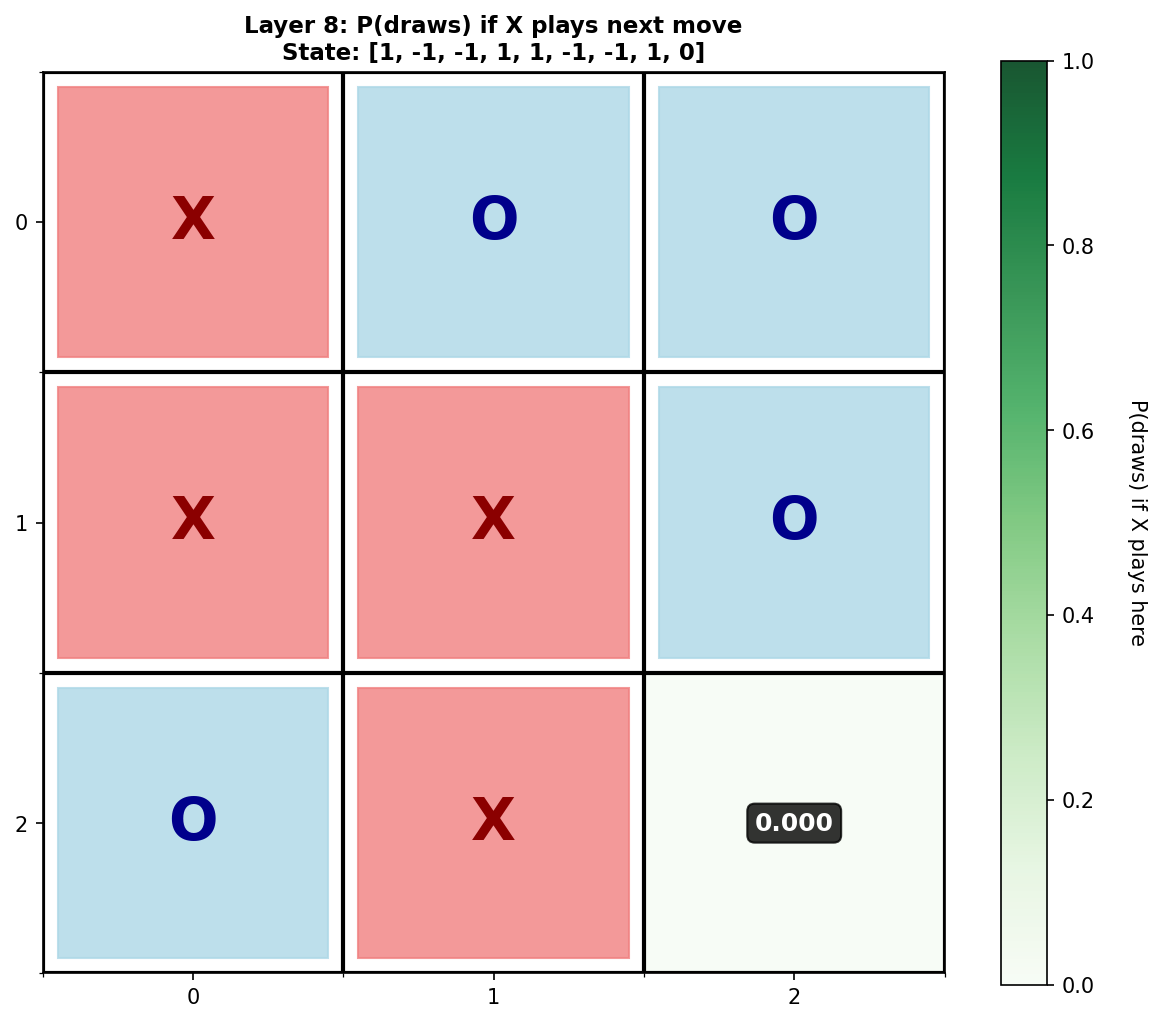 Layer 8: P(draws) if X plays next move
State: [1, -1, -1, 1, 1, -1, -1, 1, 0]
X
O
O
X
X
O
O
X
0.000
0
1
2
0
1
2
1.0
0.8
0.6
0.4
0.2
0.0
P(draws) if X plays here